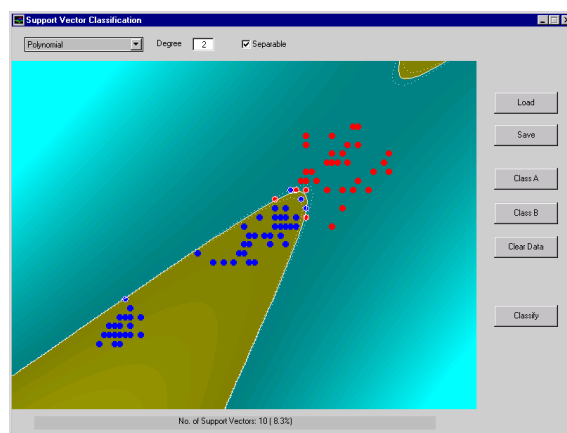 Support Vector Classification
Polynomial
Degree 2
Separable
Load
Save
Class A
Class B
Clear Data
Classify
No. of Support Vectors: 10 ( 8.3%)